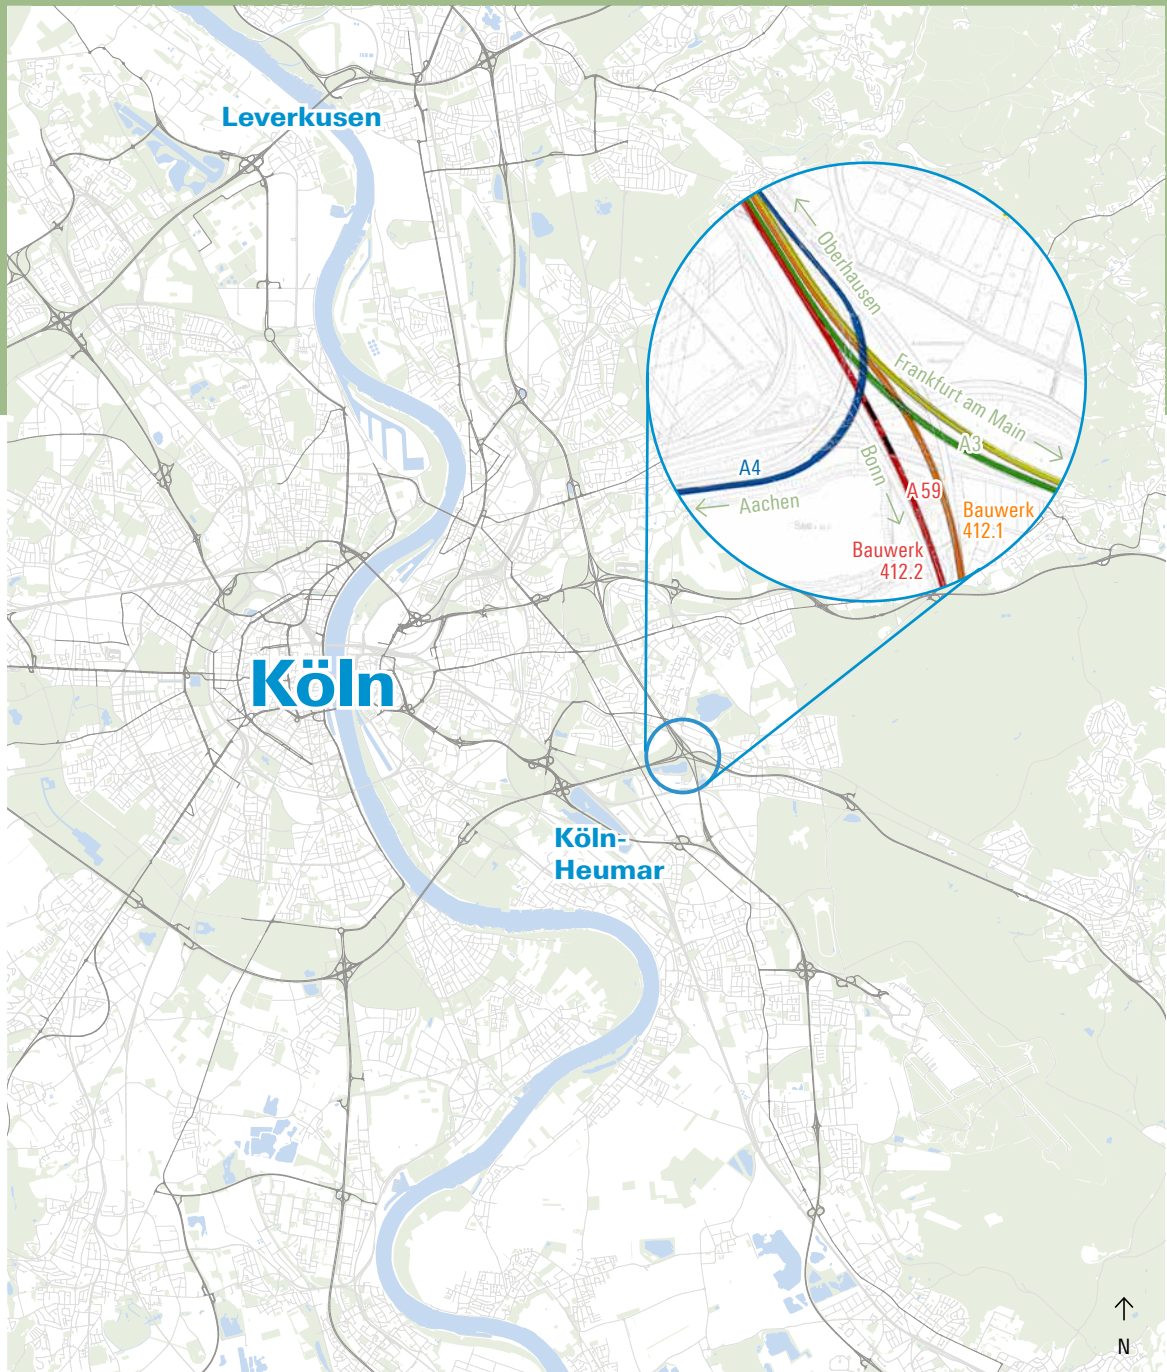 Leverkusen
Oberhausen
Frankfurt am Main
A3
A4
Bonn
Aachen
A 59
Bauwerk
412.1
Bauwerk
412.2
Köln
Köln-
Heumar
N